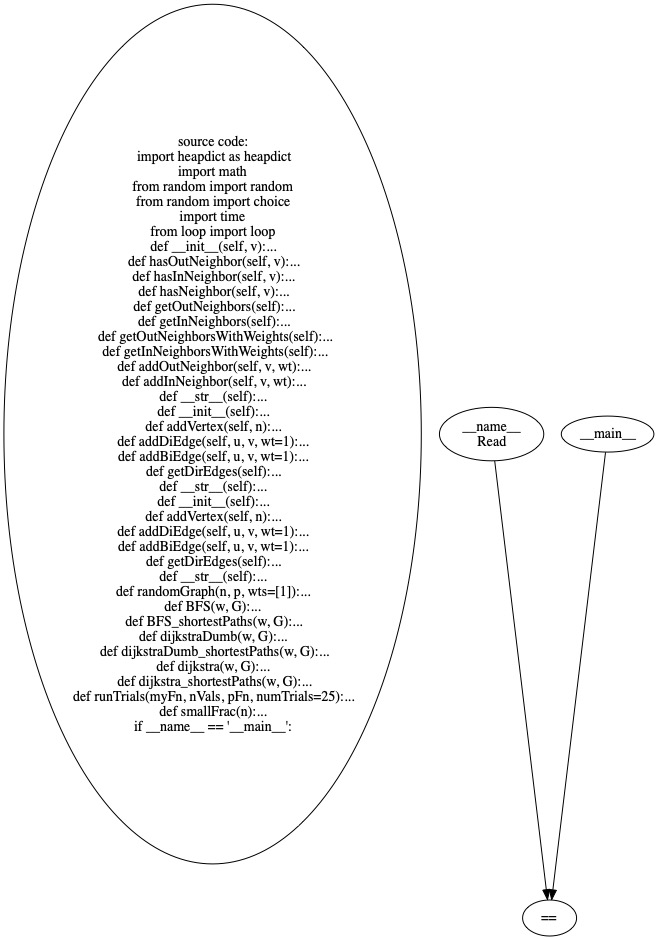 source code:
import heapdict as heapdict
import math
from random import random
from random import choice
import time
from loop import loop
def __init__(self, v):...
def hasOutNeighbor(self, v):...
def hasInNeighbor(self, v):...
def hasNeighbor(self, v):...
def getOutNeighbors(self):...
def getInNeighbors(self):...
def getOutNeighborsWithWeights(self):...
def getInNeighborsWithWeights(self):...
def addOutNeighbor(self, v, wt):...
def addInNeighbor(self, v, wt):...
def __str__(self):...
def __init__(self):...
def addVertex(self, n):...
def addDiEdge(self, u, v, wt=1):...
def addBiEdge(self, u, v, wt=1):...
def getDirEdges(self):...
def __str__(self):...
def __init__(self):...
def addVertex(self, n):...
def addDiEdge(self, u, v, wt=1):...
def addBiEdge(self, u, v, wt=1):...
def getDirEdges(self):...
def __str__(self):...
def randomGraph(n, p, wts=[1]):...
def BFS(w, G):...
def BFS_shortestPaths(w, G):...
def dijkstraDumb(w, G):...
def dijkstraDumb_shortestPaths(w, G):...
def dijkstra(w, G):...
def dijkstra_shortestPaths(w, G):...
def runTrials(myFn, nVals, pFn, numTrials=25):...
def smallFrac(n):...
if __name__ == '__main__':
__name__
Read
__main__
==